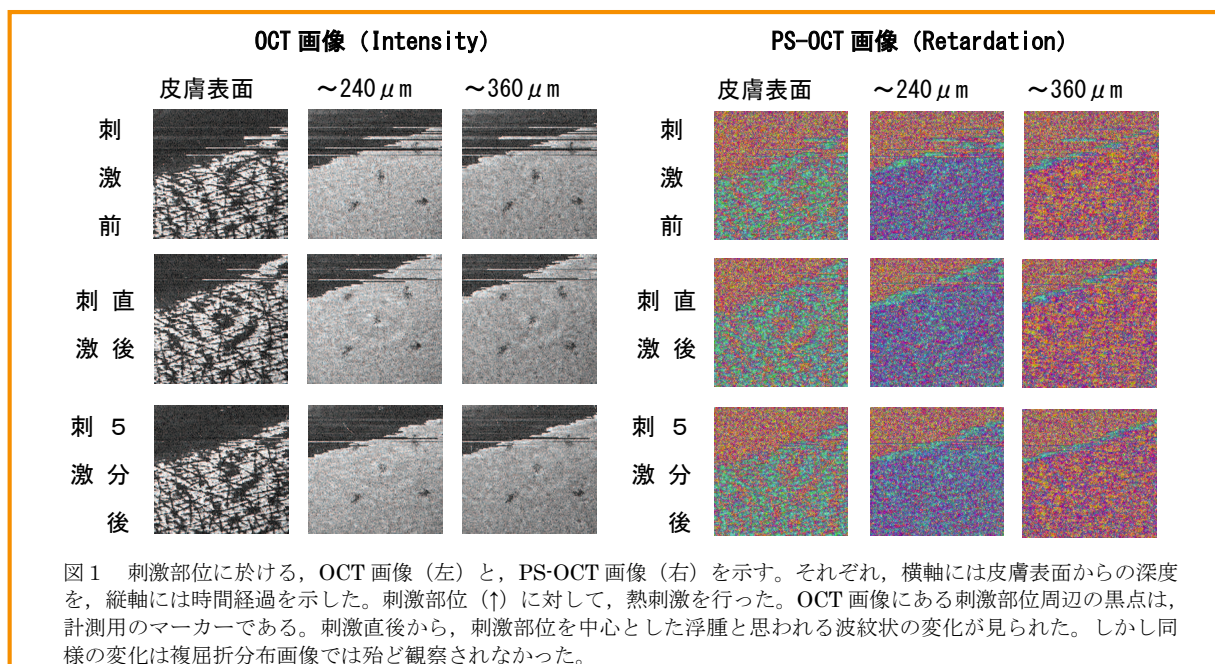 OCT 画像（Intensity）
PS-OCT 画像（Retardation）
皮膚表面
～240μm
～360μm
皮膚表面
～240μm
～360μm
刺激前
刺激前
刺激直後
刺激直後
刺激５分後
刺激５分後
図１　刺激部位に於ける，OCT 画像（左）と，PS-OCT 画像（右）を示す。それぞれ，横軸には皮膚表面からの深度
を，縦軸には時間経過を示した。刺激部位（↑）に対して，熱刺激を行った。OCT 画像にある刺激部位周辺の黒点は，
計測用のマーカーである。刺激直後から，刺激部位を中心とした浮腫と思われる波紋状の変化が見られた。しかし同
様の変化は複屈折分布画像では殆ど観察されなかった。